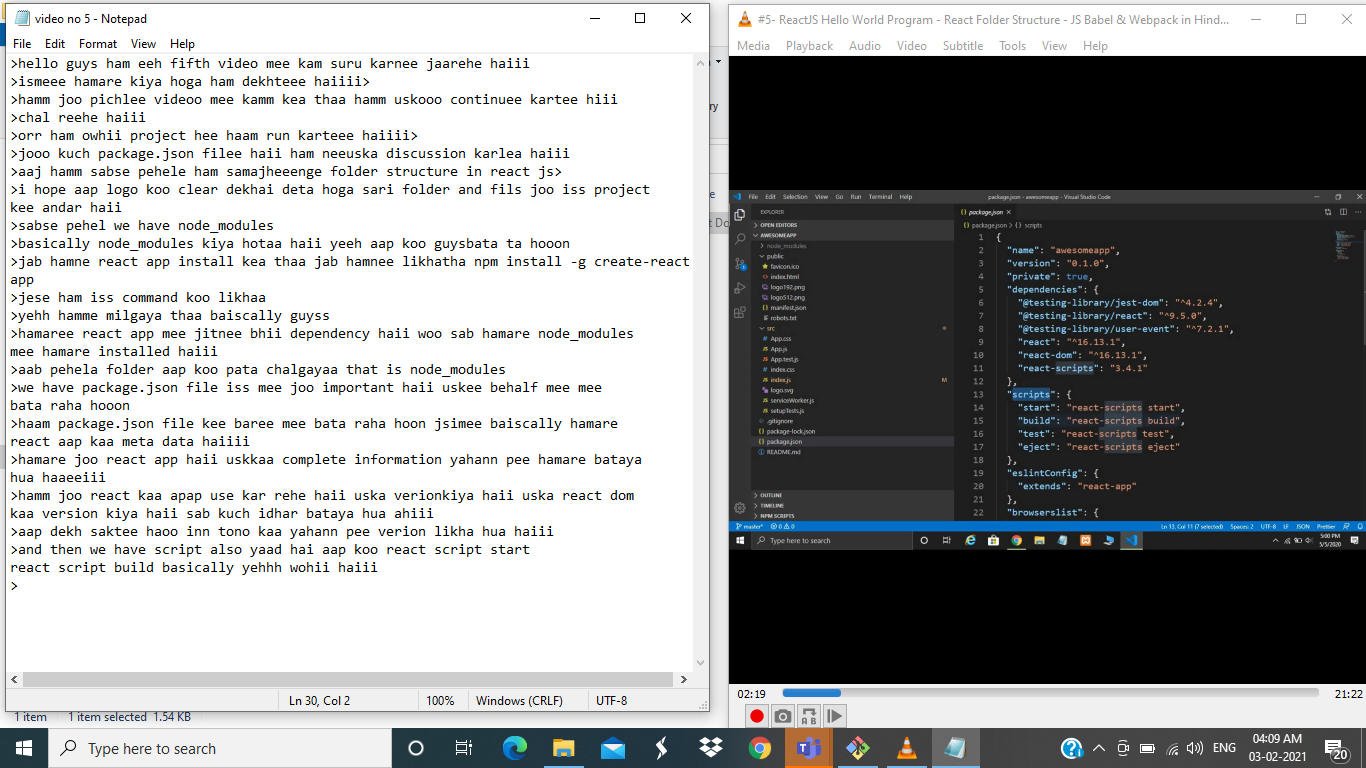 video no 5 - Notepad
File Edit Format View Help
>hello guys ham eeh fifth video mee kam suru karnee jaarehe haiii
>ismeee hamare kiya hoga ham dekhteee haiiii>
>hamm joo pichlee videoo mee kamm kea thaa hamm uskooo continuee kartee hiii
>chal reehe haiii
>orr ham owhii project hee haam run karteee haiiii>
>jooo kuch package.json filee haii ham neeuska discussion karlea haiii
>aaj hamm sabse pehele ham samajheeenge folder structure in react js>
>i hope aap logo koo clear dekhai deta hoga sari folder and fils joo iss project
kee andar haii
>sabse pehel we have node_modules
>basically node_modules kiya hotaa haii yeeh aap koo guysbata ta hooon
>jab hamne react app install kea thaa jab hamnee likhatha npm install -g create-react
app
>jese ham iss command koo likhaa
>yehh hamme milgaya thaa baiscally guyss
>hamaree react app mee jitnee bhii dependency haii woo sab hamare node_modules
mee hamare installed haiii
>aab pehela folder aap koo pata chalgayaa that is node_modules
>we have package.json file iss mee joo important haii uskee behalf mee mee
bata raha hooon
>haam package.json file kee baree mee bata raha hoon jsimee baiscally hamare
react aap kaa meta data haiiii
>hamare joo react app haii uskkaa complete information yahann pee hamare bataya
hua haaeeiii
>hamm joo react kaa apap use kar rehe haii uska verionkiya haii uska react dom
kaa version kiya haii sab kuch idhar bataya hua ahiii
>aap dekh saktee haoo inn tono kaa yahann pee verion likha hua haiii
>and then we have script also yaad hai aap koo react script start
react script build basically yehhh wohii haiii
>
Ln 30, Col 2 100% Windows (CRLF) UTF-8
1 item 1 item selected 1.54 KB
#5- ReactJS Hello World Program - React Folder Structure - JS Babel & Webpack in Hind...
Media Playback Audio Video Subtitle Tools View Help
File Edit Selection View Go Run Terminal Help
package.json - awesomeapp - Visual Studio Code
EXPLORER
OPEN EDITORS
AWESOMEAPP
node_modules
public
favicon.ico
index.html
logo192.png
logo512.png
manifest.json
robots.txt
src
App.css
App.js
App.test.js
index.css
index.js M
logo.svg
serviceWorker.js
setupTests.js
.gitignore
package-lock.json
package.json
README.md
OUTLINE
TIMELINE
NPM SCRIPTS
package.json
package.json > {} scripts
1 {
2 "name": "awesomeapp",
3 "version": "0.1.0",
4 "private": true,
5 "dependencies": {
6 "@testing-library/jest-dom": "^4.2.4",
7 "@testing-library/react": "^9.5.0",
8 "@testing-library/user-event": "^7.2.1",
9 "react": "^16.13.1",
10 "react-dom": "^16.13.1",
11 "react-scripts": "3.4.1"
12 },
13 "scripts": {
14 "start": "react-scripts start",
15 "build": "react-scripts build",
16 "test": "react-scripts test",
17 "eject": "react-scripts eject"
18 },
19 "eslintConfig": {
20 "extends": "react-app"
21 },
22 "browserslist": {
master* 0 0 Ln 13, Col 11 (7 selected) Spaces: 2 UTF-8 LF JSON Prettier
Type here to search
5:00 PM
5/5/2020
02:19 21:22
Type here to search
ENG
04:09 AM
03-02-2021
20